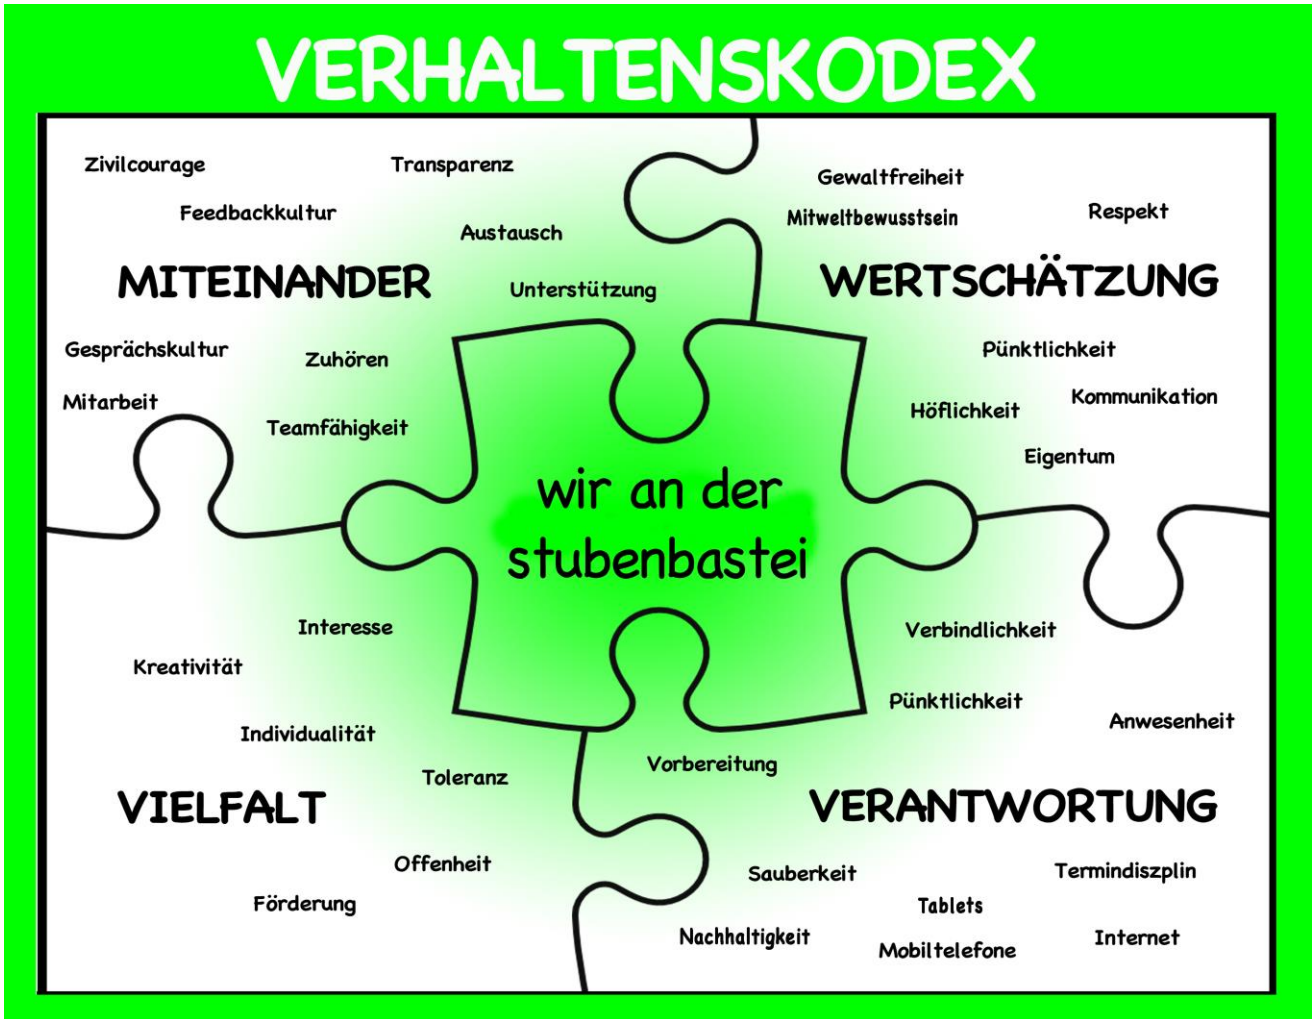 VERHALTENSKODEX
Zivilcourage
Transparenz
Feedbackkultur
Austausch
MITEINANDER
Unterstützung
Gesprächskultur
Zuhören
Mitarbeit
Teamfähigkeit
Gewaltfreiheit
Mitweltbewusstsein
Respekt
WERTSCHÄTZUNG
Pünktlichkeit
Kommunikation
Höflichkeit
Eigentum
wir an der
stubenbastei
Interesse
Kreativität
Individualität
Toleranz
VIELFALT
Offenheit
Förderung
Verbindlichkeit
Pünktlichkeit
Anwesenheit
Vorbereitung
VERANTWORTUNG
Sauberkeit
Termindiszplin
Tablets
Nachhaltigkeit
Mobiltelefone
Internet